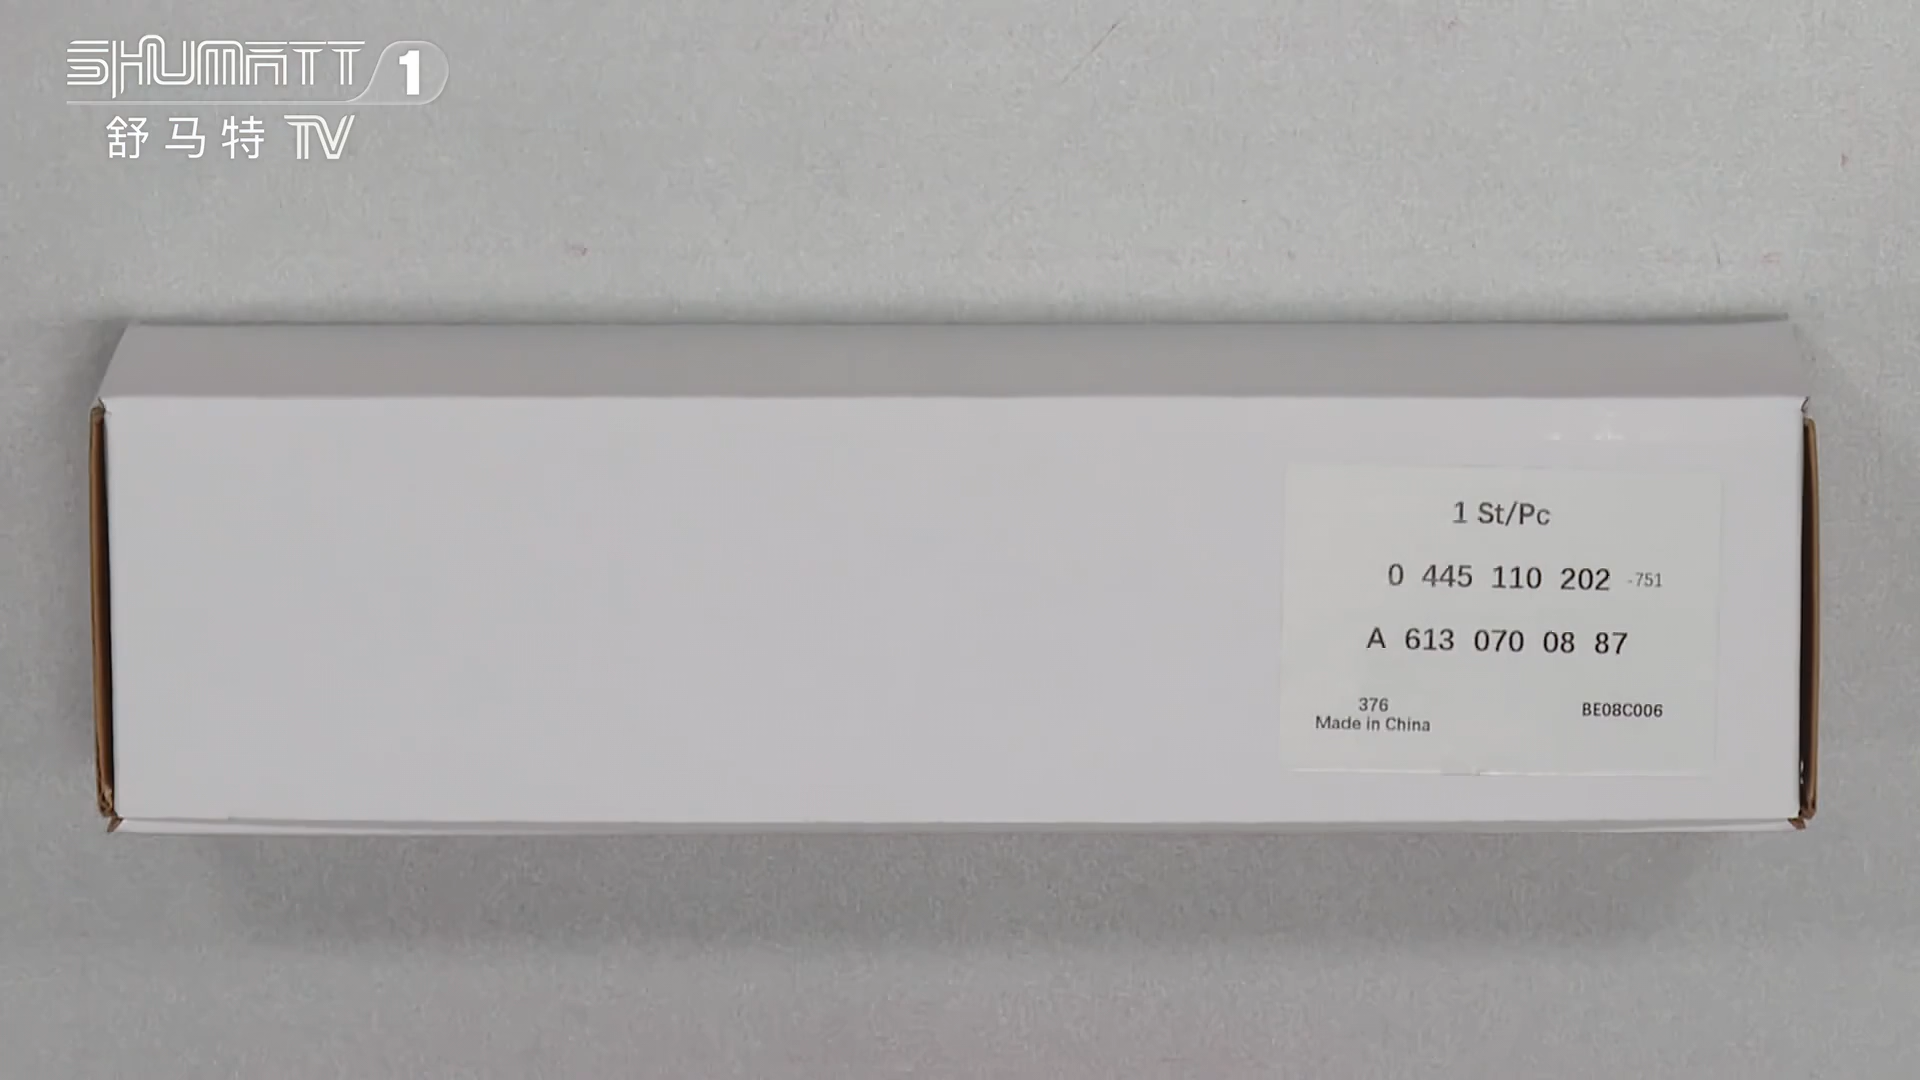 SHUMATT 1
舒马特 TV
1 St/Pc
0 445 110 202 -751
A 613 070 08 87
376
Made in China
BE08C006